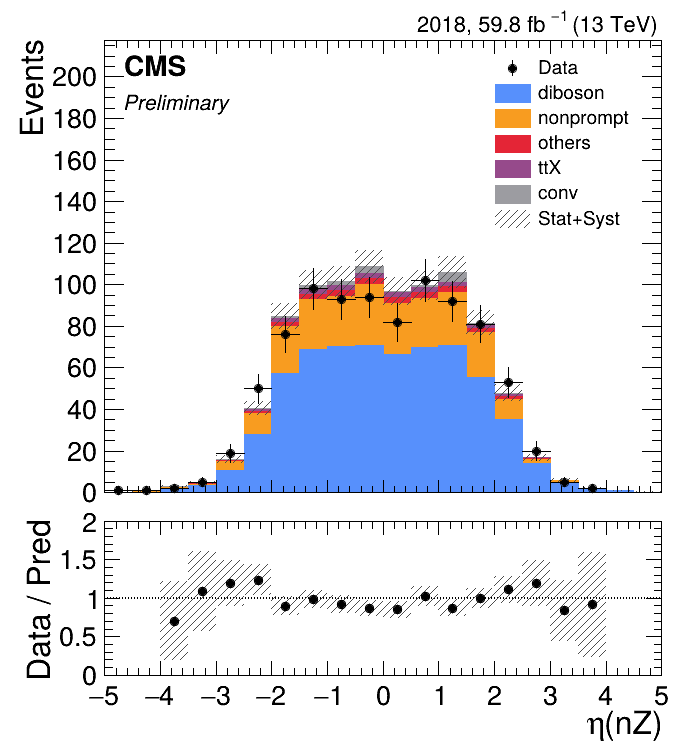 2018, 59.8 fb⁻¹ (13 TeV)
Events
CMS
Preliminary
Data
diboson
nonprompt
others
ttX
conv
Stat+Syst
200
180
160
140
120
100
80
60
40
20
0
Data / Pred
2
1.5
1
0.5
0
−5 −4 −3 −2 −1 0 1 2 3 4 5
η(nZ)